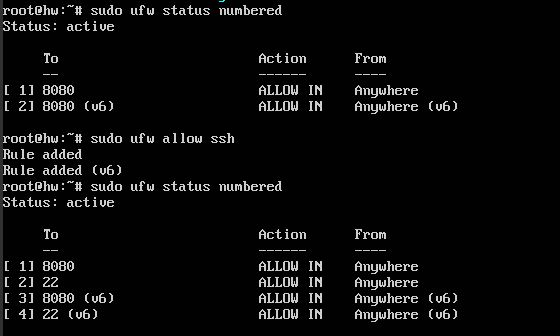 root@hw:~# sudo ufw status numbered
Status: active
To Action From
-- ------ ----
[ 1] 8080 ALLOW IN Anywhere
[ 2] 8080 (v6) ALLOW IN Anywhere (v6)
root@hw:~# sudo ufw allow ssh
Rule added
Rule added (v6)
root@hw:~# sudo ufw status numbered
Status: active
To Action From
-- ------ ----
[ 1] 8080 ALLOW IN Anywhere
[ 2] 22 ALLOW IN Anywhere
[ 3] 8080 (v6) ALLOW IN Anywhere (v6)
[ 4] 22 (v6) ALLOW IN Anywhere (v6)